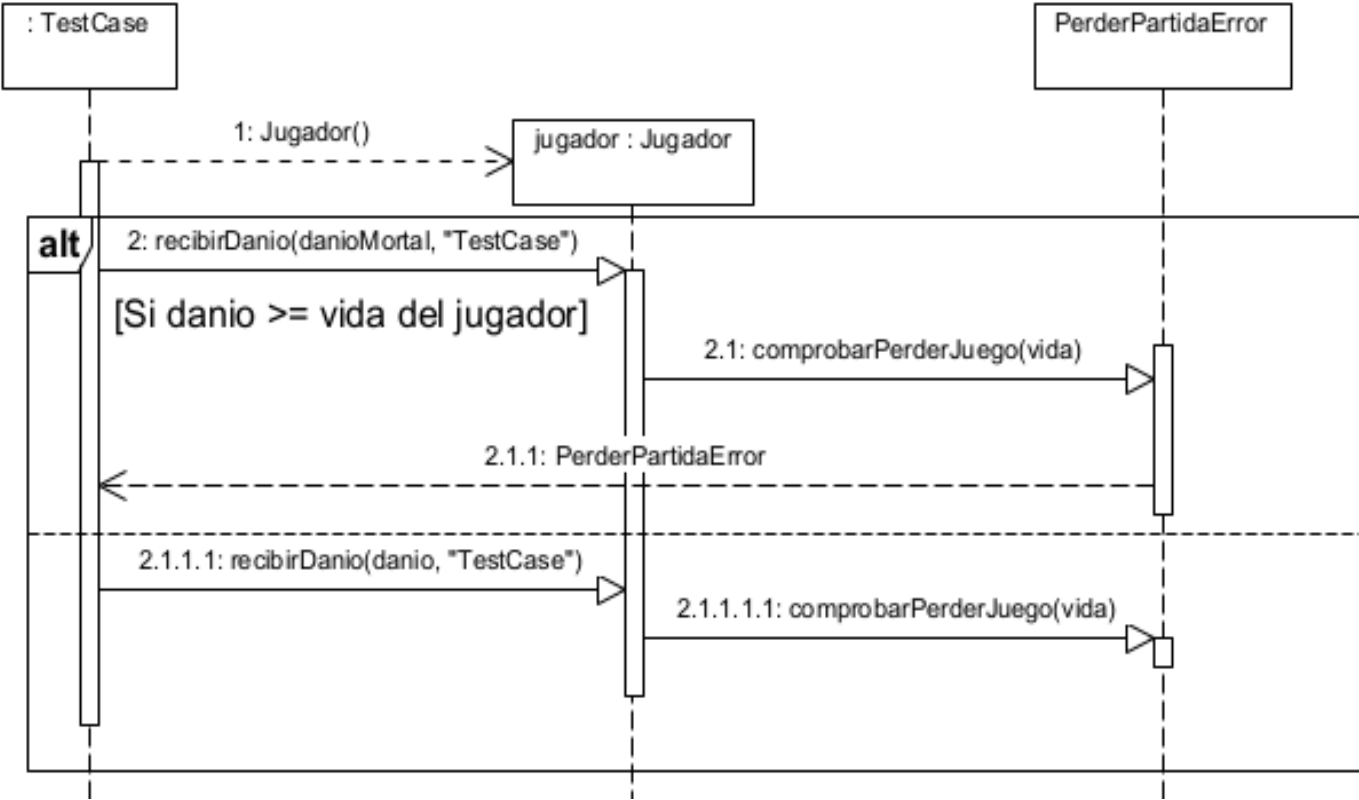 : TestCase
PerderPartidaError
1: Jugador()
jugador : Jugador
alt
2: recibirDanio(danioMortal, "TestCase")
[Si danio >= vida del jugador]
2.1: comprobarPerderJuego(vida)
2.1.1: PerderPartidaError
2.1.1.1: recibirDanio(danio, "TestCase")
2.1.1.1.1: comprobarPerderJuego(vida)